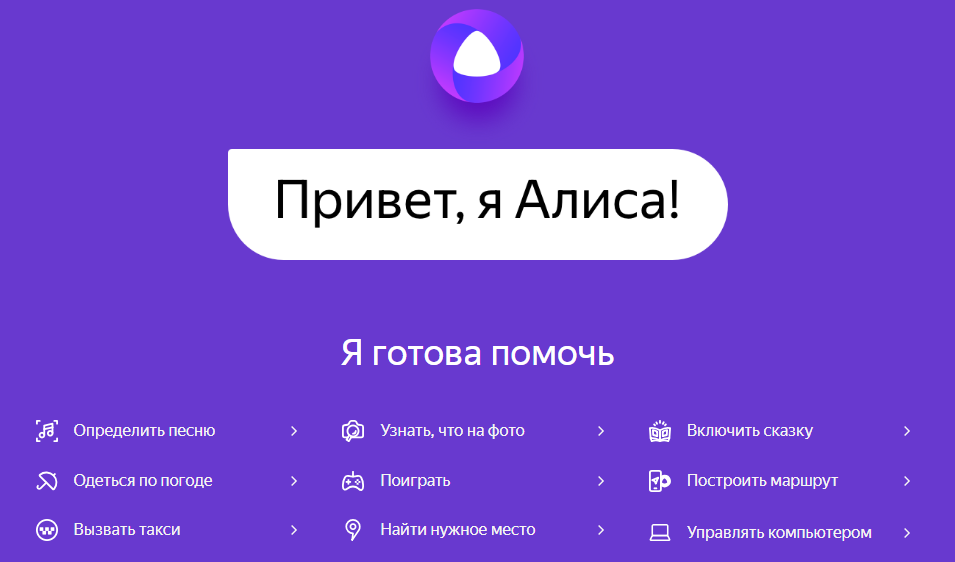 Привет, я Алиса!
Я готова помочь
Определить песню
Узнать, что на фото
Включить сказку
Одеться по погоде
Поиграть
Построить маршрут
Вызвать такси
Найти нужное место
Управлять компьютером